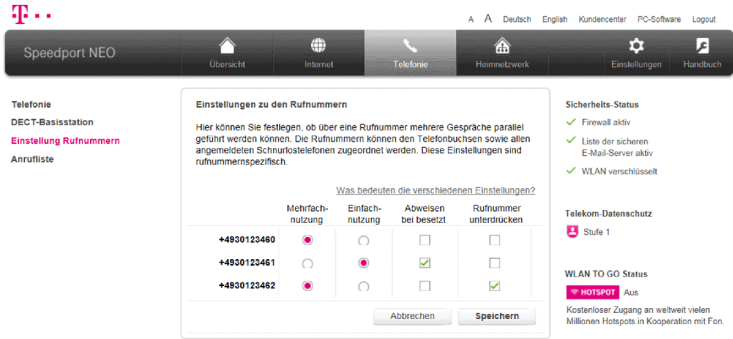 T
A A Deutsch English Kundencenter PC-Software Logout
Speedport NEO
Übersicht Internet Telefonie Heimnetzwerk Einstellungen Handbuch
Telefonie
DECT-Basisstation
Einstellung Rufnummern
Anrufliste
Einstellungen zu den Rufnummern
Hier können Sie festlegen, ob über eine Rufnummer mehrere Gespräche parallel
geführt werden können. Die Rufnummern können den Telefonbuchsen sowie allen
angemeldeten Schnurlostelefonen zugeordnet werden. Diese Einstellungen sind
rufnummernspezifisch.
Was bedeuten die verschiedenen Einstellungen?
Mehrfach- Einfach- Abweisen Rufnummer
nutzung nutzung bei besetzt unterdrücken
+4930123460
+4930123461
+4930123462
Abbrechen Speichern
Sicherheits-Status
Firewall aktiv
Liste der sicheren
E-Mail-Server aktiv
WLAN verschlüsselt
Telekom-Datenschutz
Stufe 1
WLAN TO GO Status
HOTSPOT Aus
Kostenloser Zugang an weltweit vielen
Millionen Hotspots in Kooperation mit Fon.